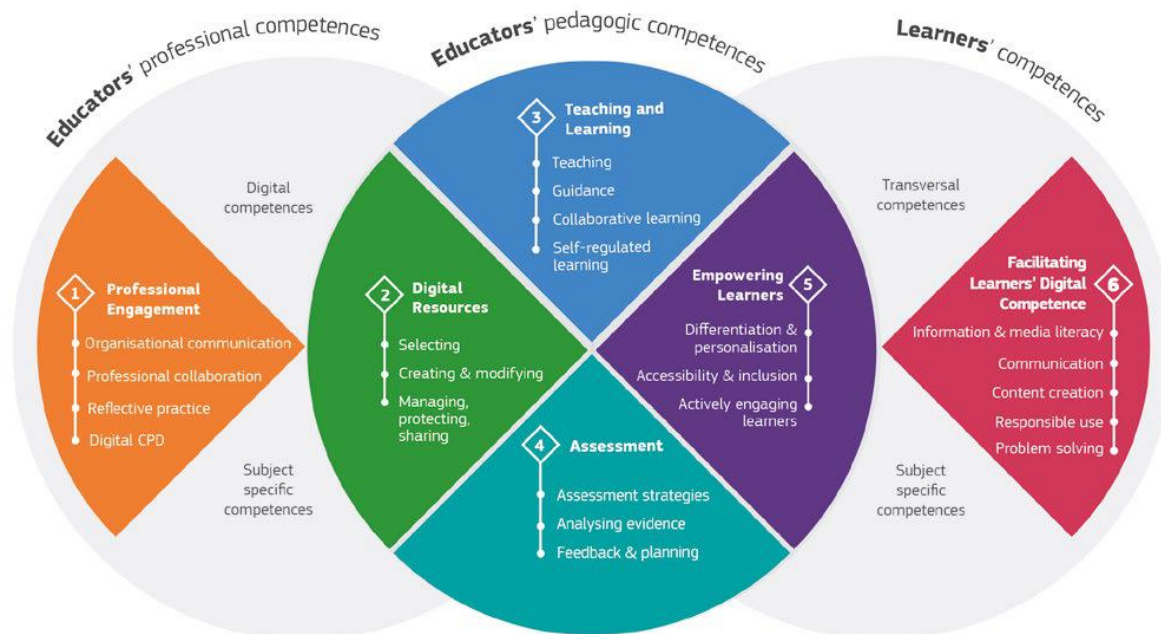 Educators' professional competences
Educators' pedagogic competences
Learners' competences
Digital
competences
Subject
specific
competences
1
Professional
Engagement
Organisational communication
Professional collaboration
Reflective practice
Digital CPD
2
Digital
Resources
Selecting
Creating & modifying
Managing,
protecting,
sharing
3
Teaching and
Learning
Teaching
Guidance
Collaborative learning
Self-regulated
learning
4
Assessment
Assessment strategies
Analysing evidence
Feedback & planning
Empowering
Learners
5
Differentiation &
personalisation
Accessibility & inclusion
Actively engaging
learners
Transversal
competences
Subject
specific
competences
Facilitating
Learners' Digital
Competence
6
Information & media literacy
Communication
Content creation
Responsible use
Problem solving